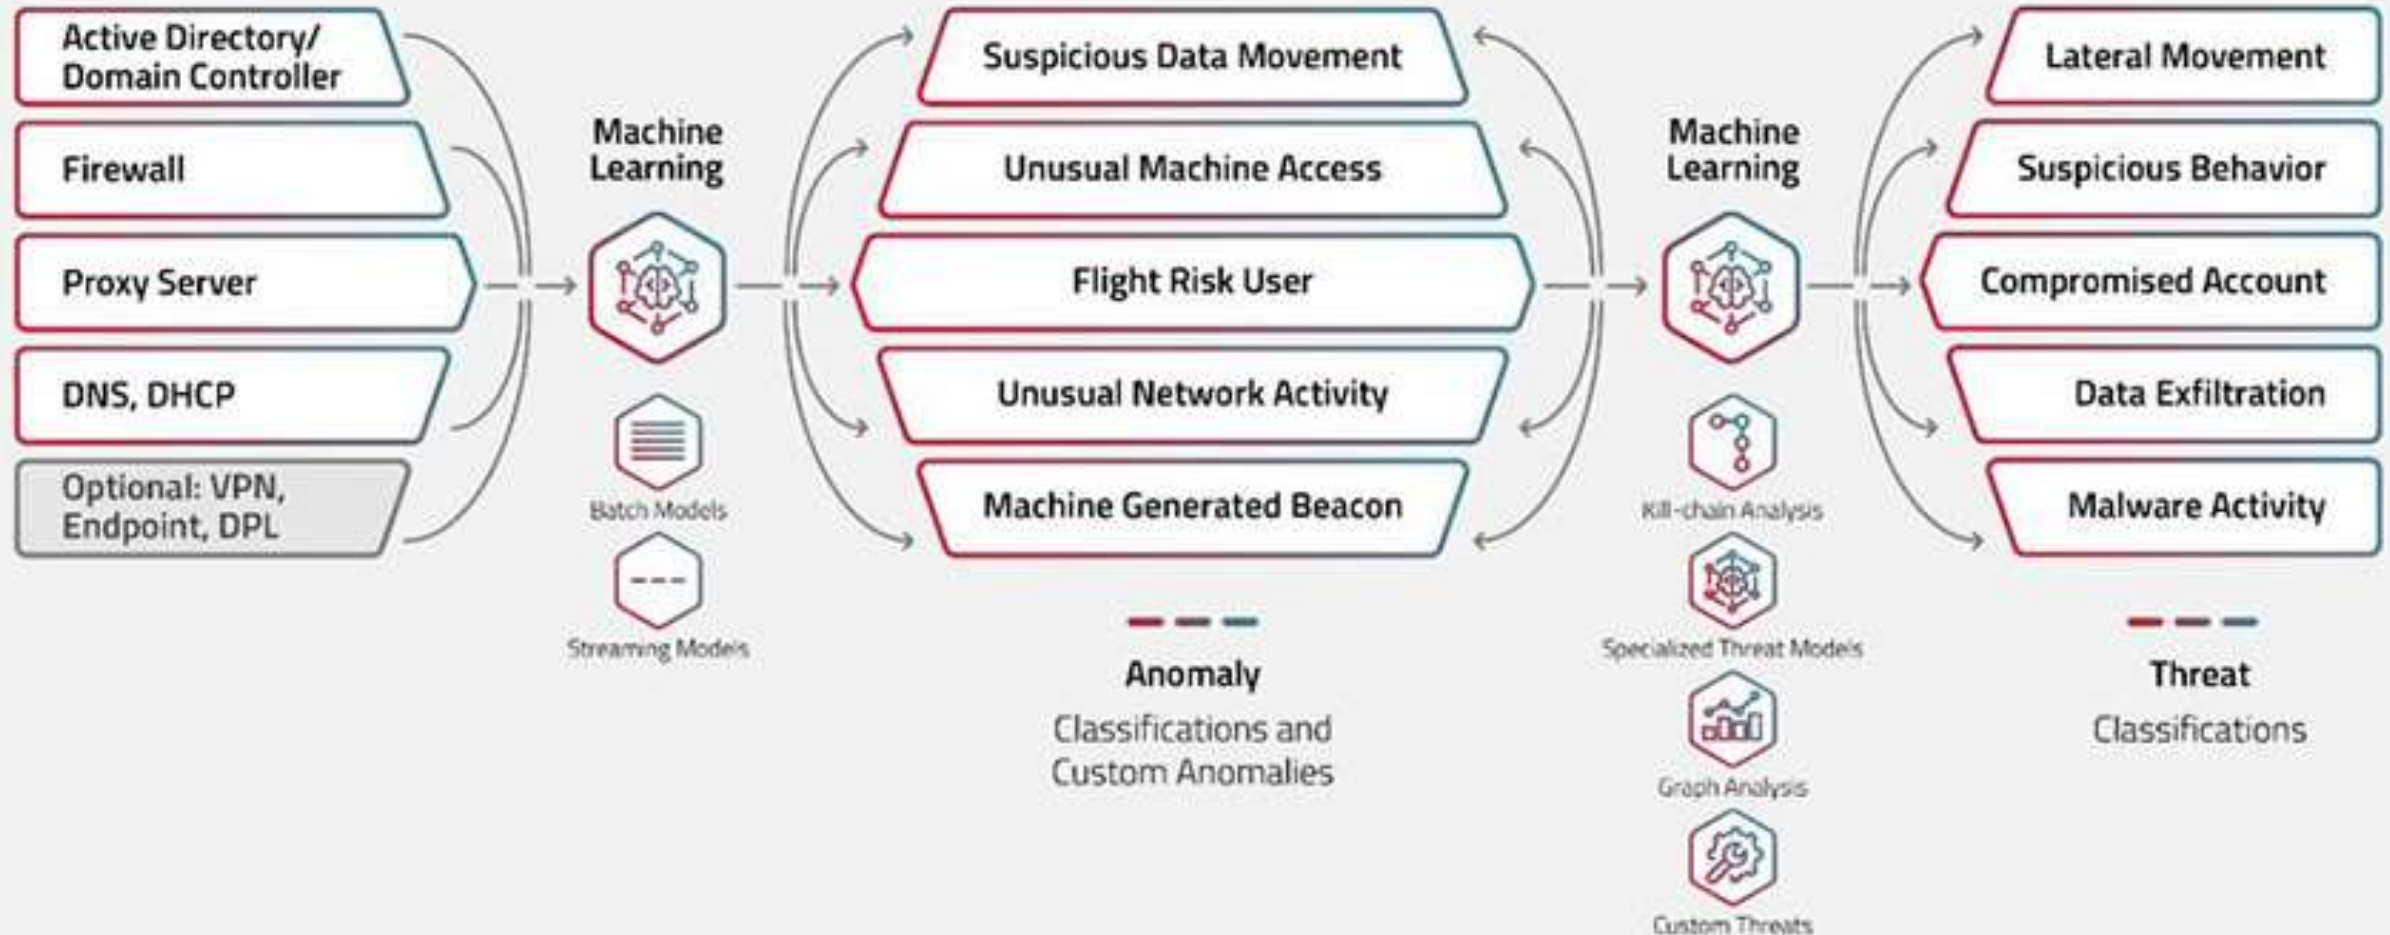 Active Directory/
Domain Controller
Firewall
Proxy Server
DNS, DHCP
Optional: VPN,
Endpoint, DPL
Machine
Learning
Batch Models
Streaming Models
Suspicious Data Movement
Unusual Machine Access
Flight Risk User
Unusual Network Activity
Machine Generated Beacon
Anomaly
Classifications and
Custom Anomalies
Machine
Learning
Kill-chain Analysis
Specialized Threat Models
Graph Analysis
Custom Threats
Lateral Movement
Suspicious Behavior
Compromised Account
Data Exfiltration
Malware Activity
Threat
Classifications